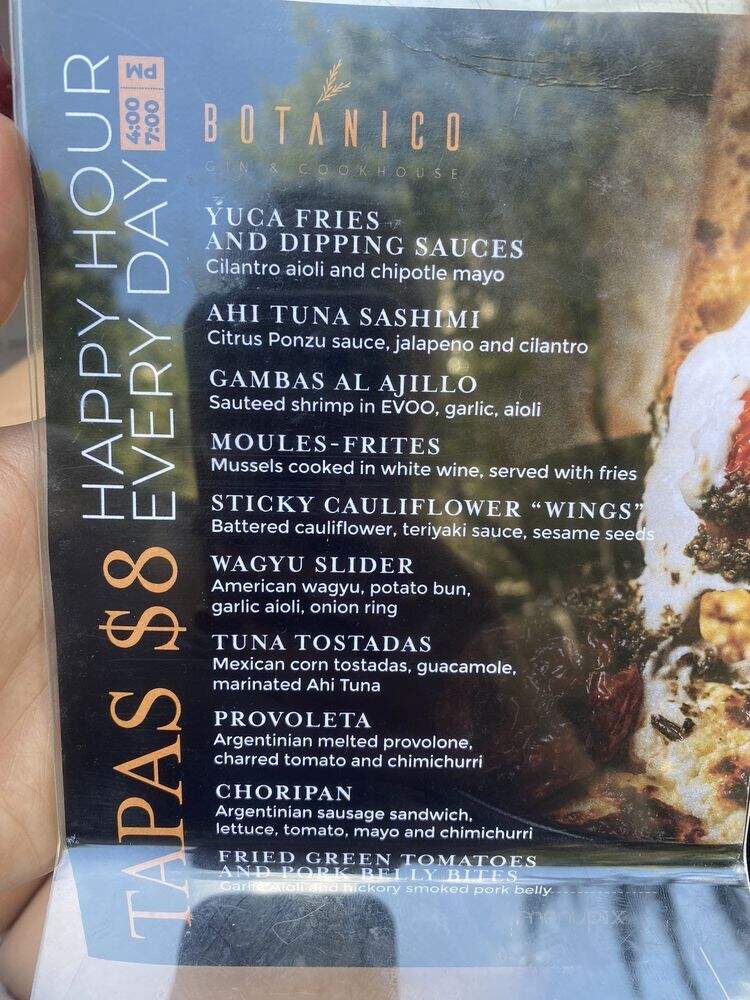 HAPPY HOUR
EVERY DAY
4:00
7:00
PM
TAPAS $8
BOTANICO
GIN & COOKHOUSE
YUCA FRIES
AND DIPPING SAUCES
Cilantro aioli and chipotle mayo
AHI TUNA SASHIMI
Citrus Ponzu sauce, jalapeno and cilantro
GAMBAS AL AJILLO
Sauteed shrimp in EVOO, garlic, aioli
MOULES-FRITES
Mussels cooked in white wine, served with fries
STICKY CAULIFLOWER “WINGS”
Battered cauliflower, teriyaki sauce, sesame seeds
WAGYU SLIDER
American wagyu, potato bun,
garlic aioli, onion ring
TUNA TOSTADAS
Mexican corn tostadas, guacamole,
marinated Ahi Tuna
PROVOLETA
Argentinian melted provolone,
charred tomato and chimichurri
CHORIPAN
Argentinian sausage sandwich,
lettuce, tomato, mayo and chimichurri
FRIED GREEN TOMATOES
AND PORK BELLY BITES
Garlic Aioli and hickory smoked pork belly
menupix